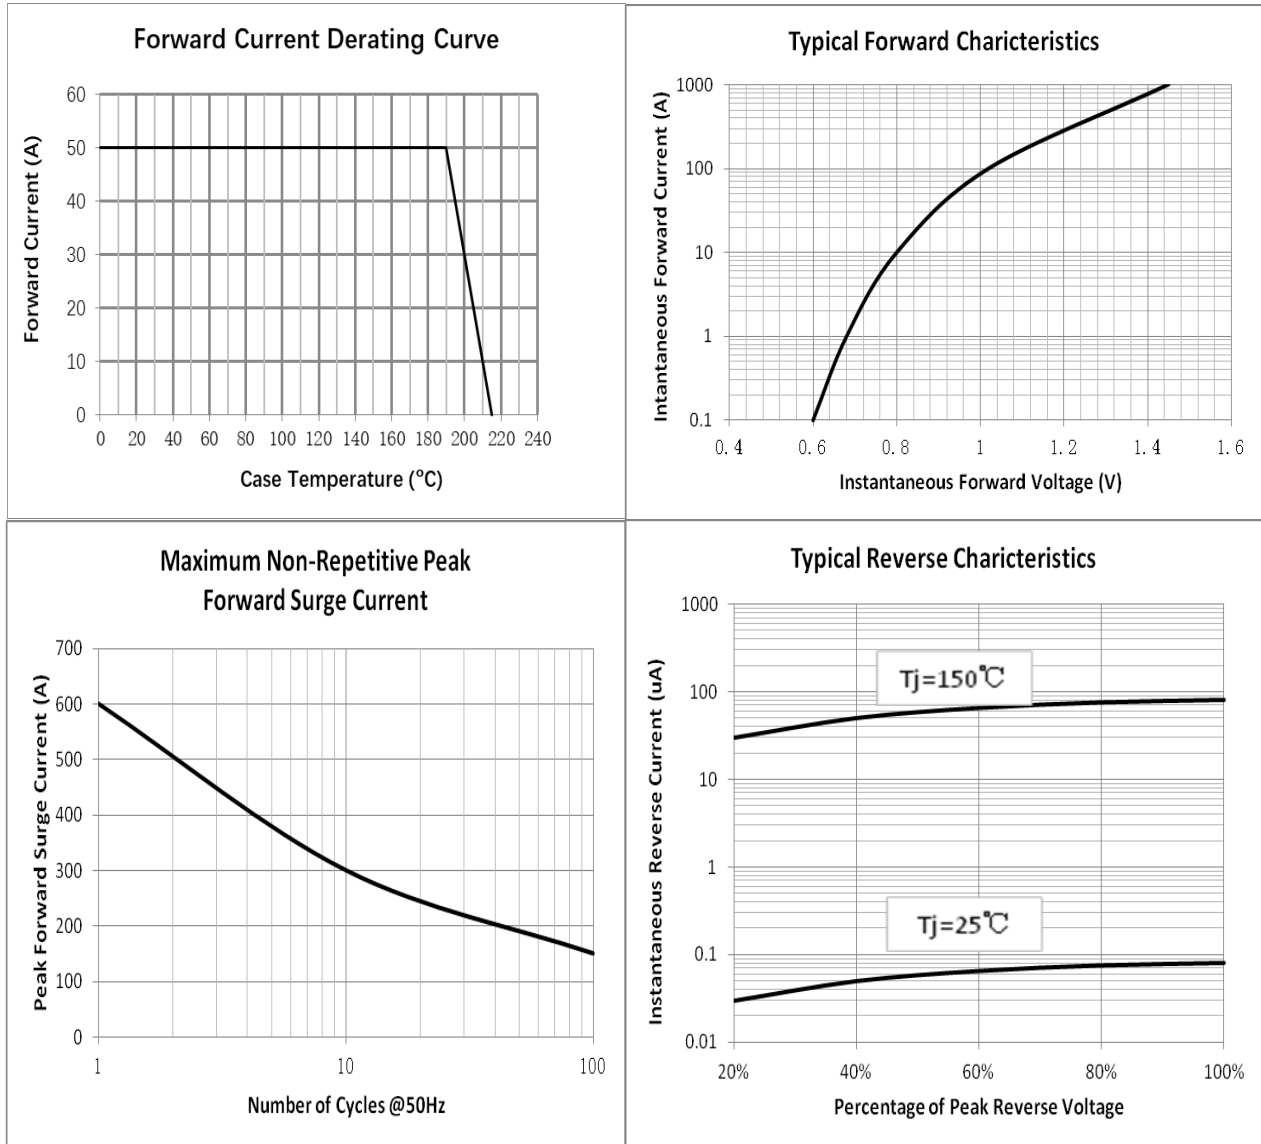 Forward Current Derating Curve
Forward Current (A)
60
50
40
30
20
10
0
0 20 40 60 80 100 120 140 160 180 200 220 240
Case Temperature (°C)
Typical Forward Charicteristics
Intantaneous Forward Current (A)
1000
100
10
1
0.1
0.4 0.6 0.8 1 1.2 1.4 1.6
Instantaneous Forward Voltage (V)
Maximum Non-Repetitive Peak
Forward Surge Current
Peak Forward Surge Current (A)
700
600
500
400
300
200
100
0
1 10 100
Number of Cycles @50Hz
Typical Reverse Charicteristics
Instantaneous Reverse Current (uA)
1000
100
10
1
0.1
0.01
Tj=150℃
Tj=25℃
20% 40% 60% 80% 100%
Percentage of Peak Reverse Voltage